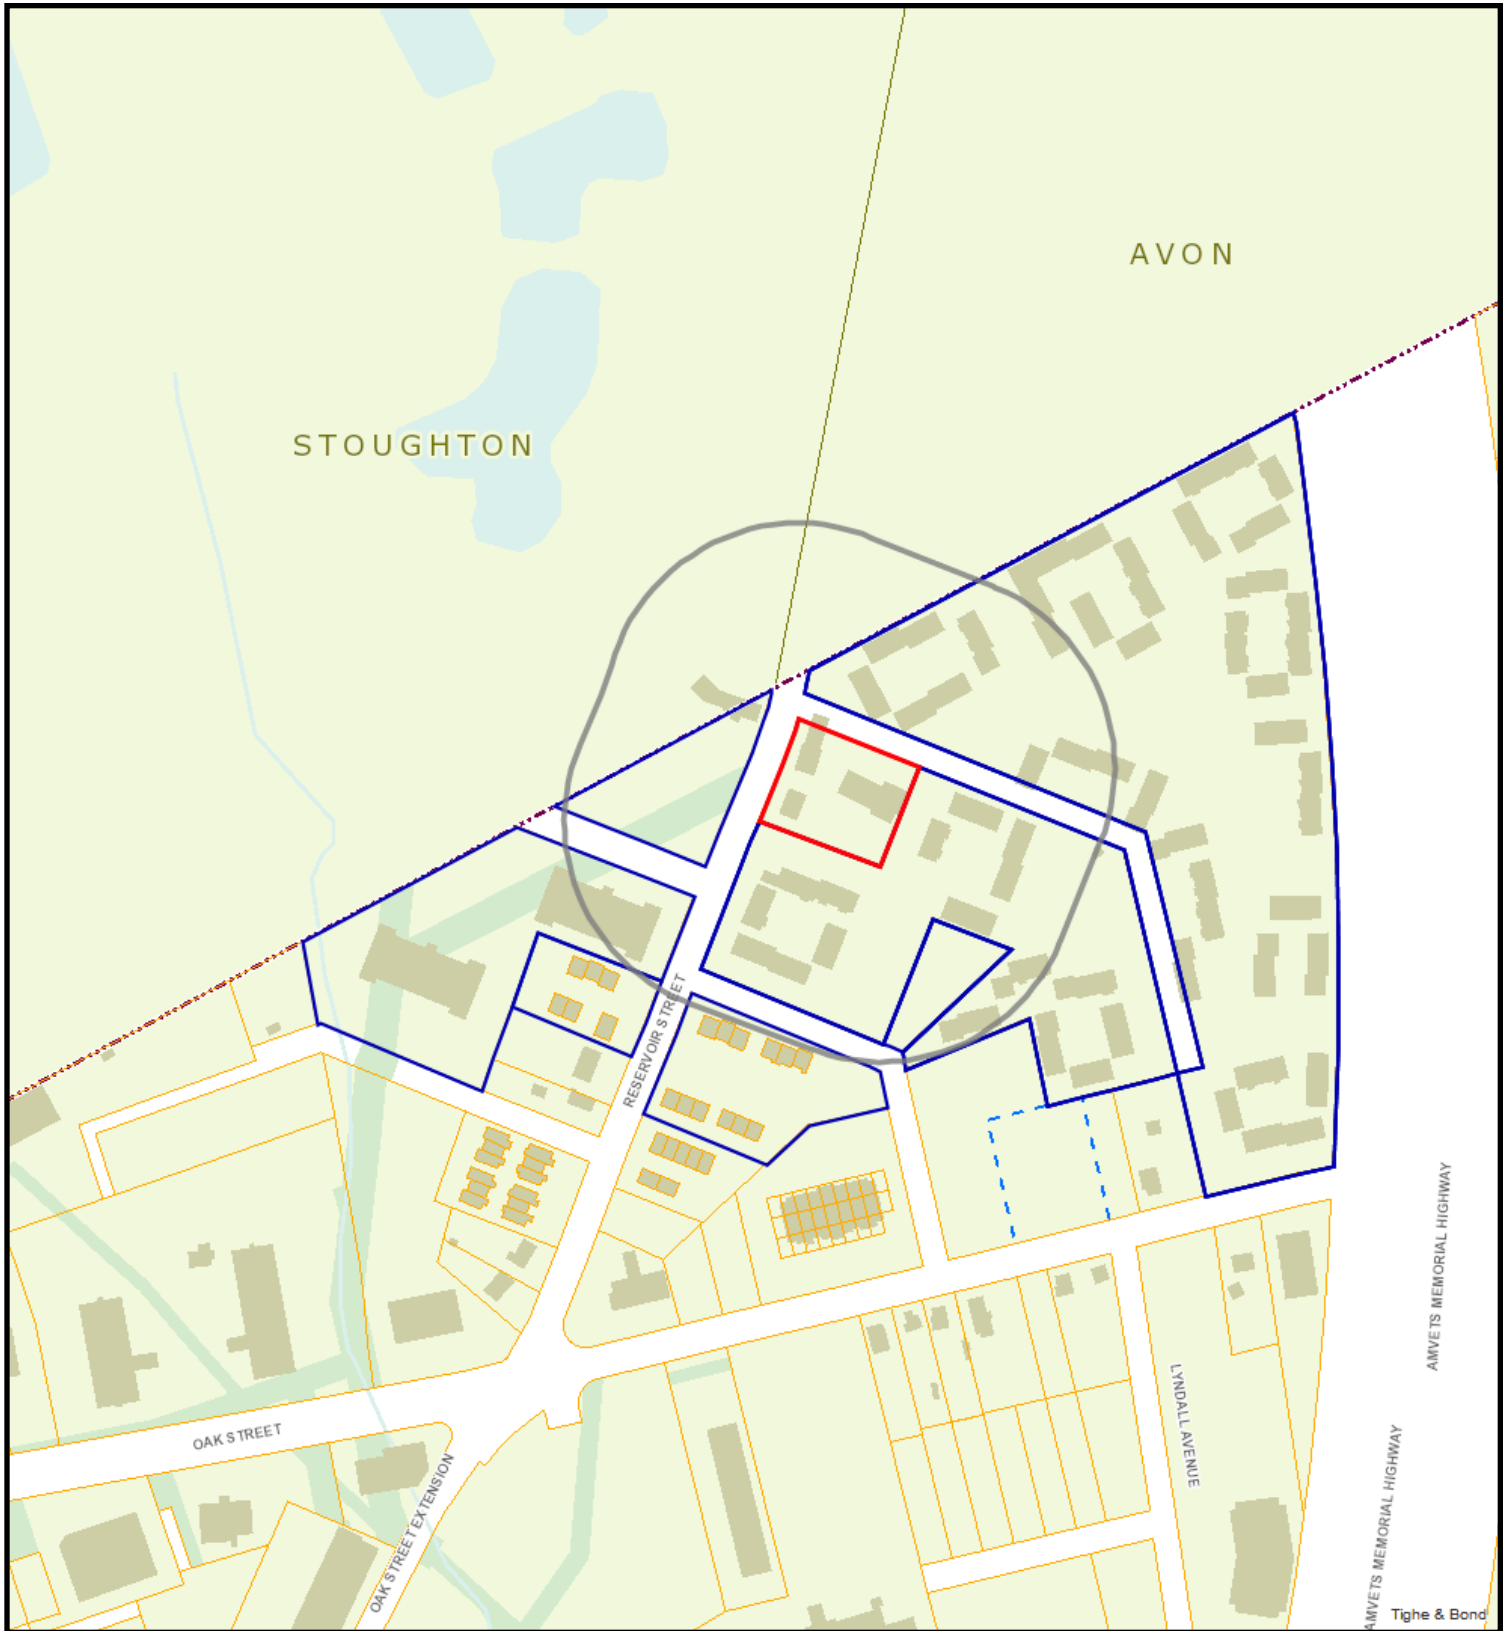 AVON
STOUGHTON
RESERVOIR STREET
AMVETS MEMORIAL HIGHWAY
LYNDALL AVENUE
OAK STREET
AMVETS MEMORIAL HIGHWAY
OAK STREET EXTENSION
Tighe & Bond